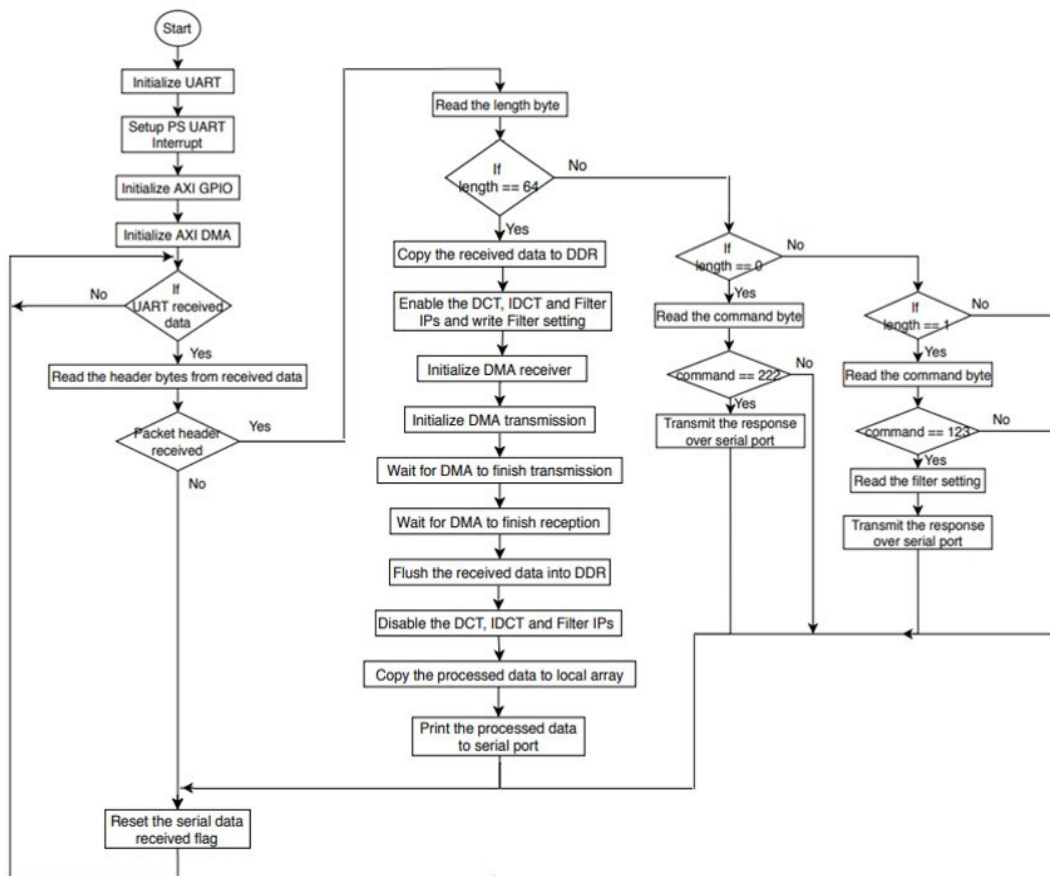 Start
Initialize UART
Setup PS UART
Interrupt
Initialize AXI GPIO
Initialize AXI DMA
If
UART received
data
No
Yes
Read the header bytes from received data
Packet header
received
Yes
No
Reset the serial data
received flag
Read the length byte
If
length == 64
No
Yes
Copy the received data to DDR
Enable the DCT, IDCT and Filter
IPs and write Filter setting
Initialize DMA receiver
Initialize DMA transmission
Wait for DMA to finish transmission
Wait for DMA to finish reception
Flush the received data into DDR
Disable the DCT, IDCT and Filter IPs
Copy the processed data to local array
Print the processed data
to serial port
If
length == 0
No
Yes
Read the command byte
command == 222
No
Yes
Transmit the response
over serial port
If
length == 1
No
Yes
Read the command byte
command == 123
No
Yes
Read the filter setting
Transmit the response
over serial port